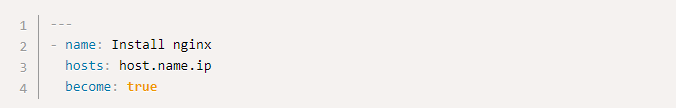 1 ---
2 - name: Install nginx
3   hosts: host.name.ip
4   become: true